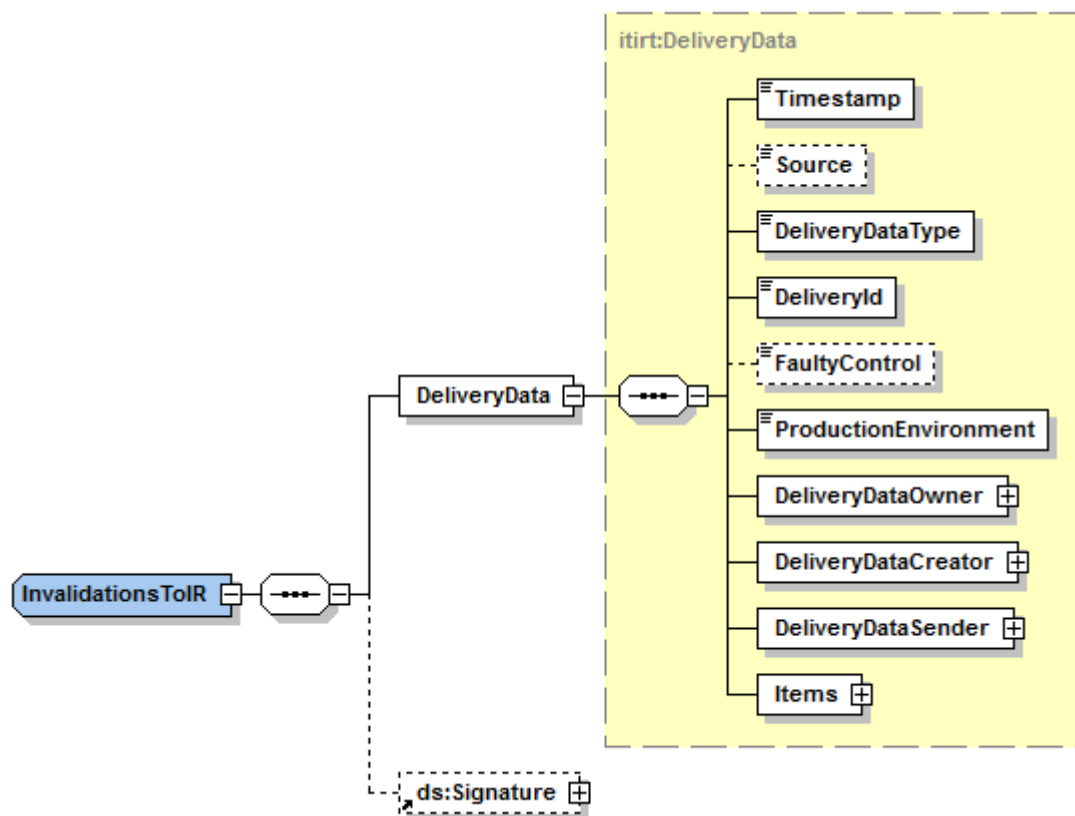 itirt:DeliveryData
Timestamp
Source
DeliveryDataType
DeliveryId
FaultyControl
DeliveryData
ProductionEnvironment
DeliveryDataOwner
DeliveryDataCreator
InvalidationsToIR
DeliveryDataSender
Items
ds:Signature